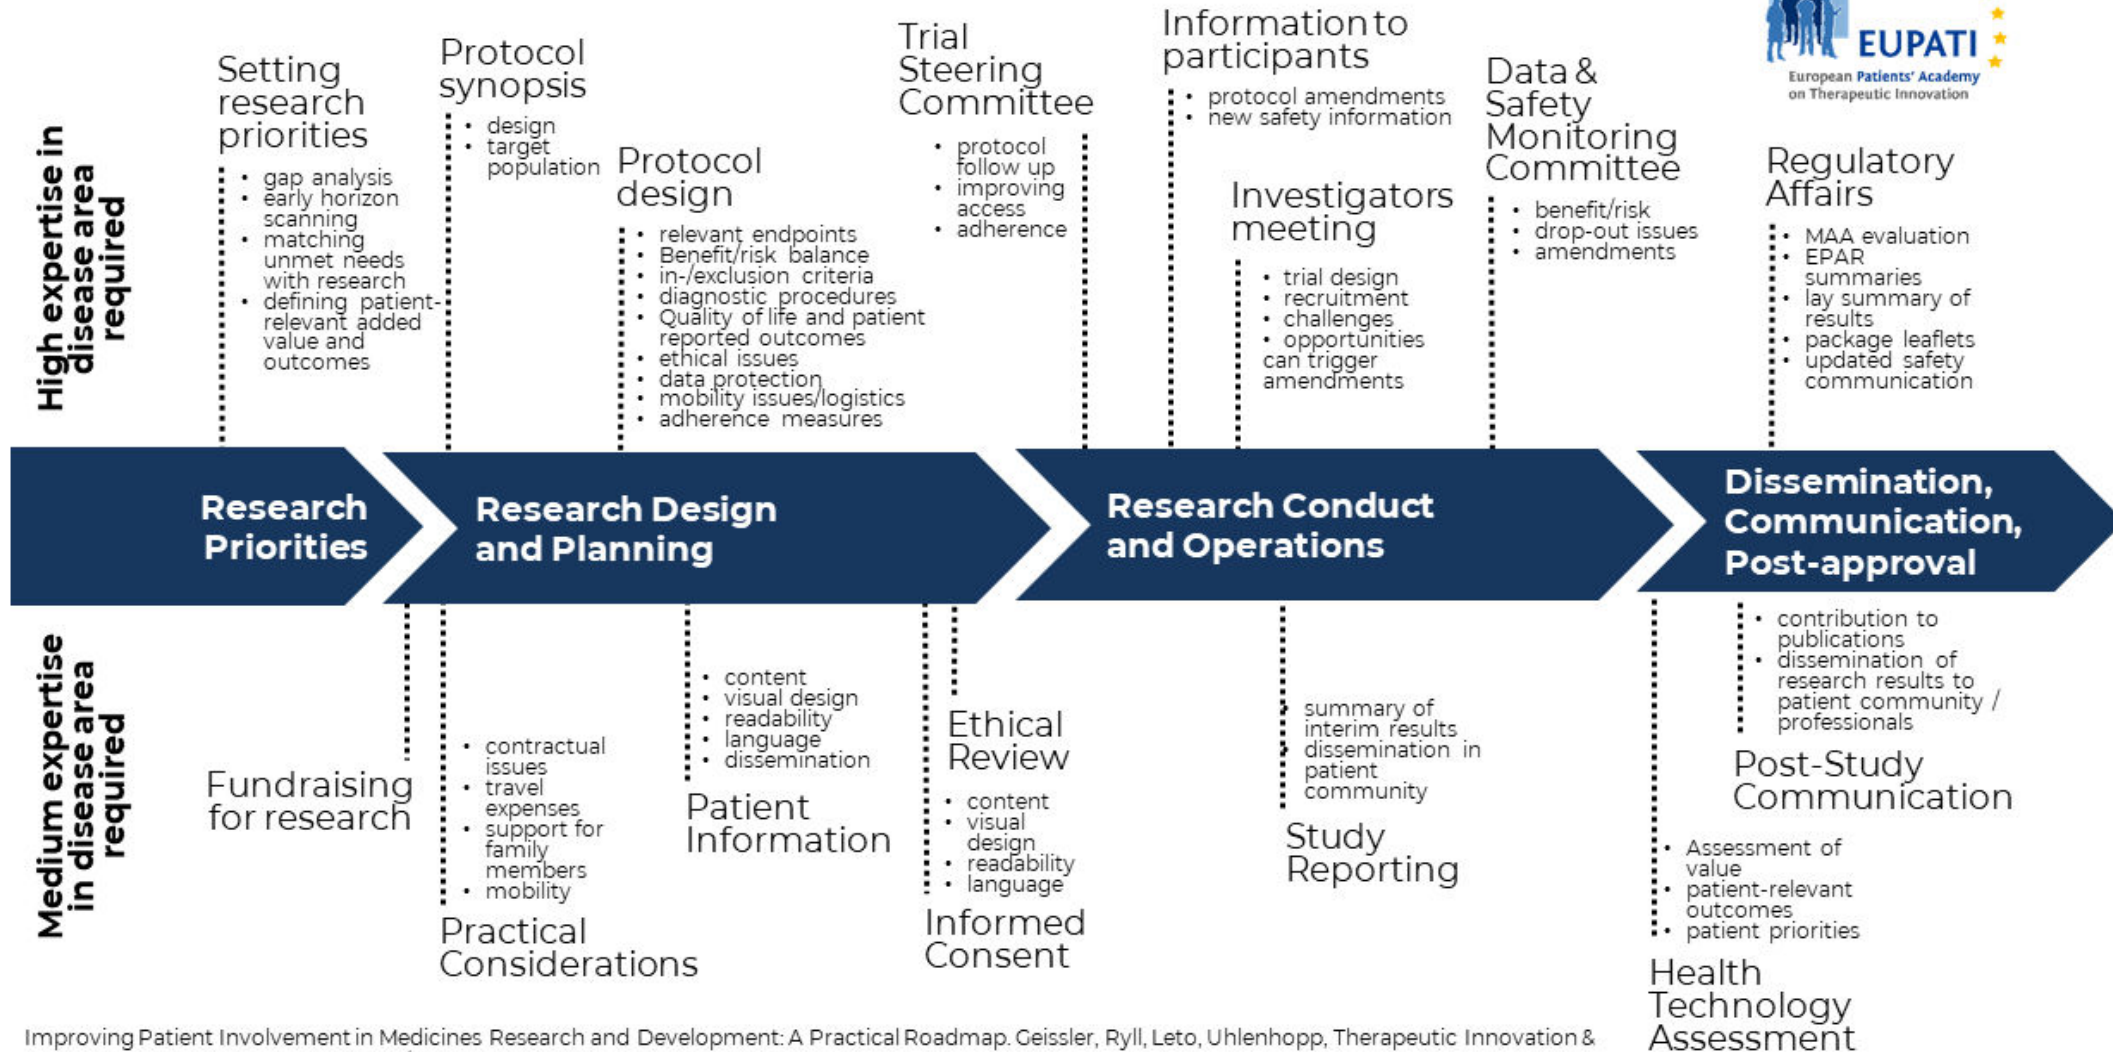 EUPATI
European Patients' Academy
on Therapeutic Innovation
High expertise in
disease area
required
Setting
research
priorities
• gap analysis
• early horizon
scanning
• matching
unmet needs
with research
• defining patient-
relevant added
value and
outcomes
Protocol
synopsis
• design
• target
population
Protocol
design
• relevant endpoints
• Benefit/risk balance
• in-/exclusion criteria
• diagnostic procedures
• Quality of life and patient
reported outcomes
• ethical issues
• data protection
• mobility issues/logistics
• adherence measures
Trial
Steering
Committee
• protocol
follow up
• improving
access
• adherence
Information to
participants
• protocol amendments
• new safety information
Investigators
meeting
• trial design
• recruitment
• challenges
• opportunities
can trigger
amendments
Data &
Safety
Monitoring
Committee
• benefit/risk
• drop-out issues
• amendments
Regulatory
Affairs
• MAA evaluation
• EPAR
summaries
• lay summary of
results
• package leaflets
• updated safety
communication
Research
Priorities
Research Design
and Planning
Research Conduct
and Operations
Dissemination,
Communication,
Post-approval
Medium expertise
in disease area
required
Fundraising
for research
• contractual
issues
• travel
expenses
• support for
family
members
• mobility
Practical
Considerations
• content
• visual design
• readability
• language
• dissemination
Patient
Information
Ethical
Review
• content
• visual
design
• readability
• language
Informed
Consent
• summary of
interim results
• dissemination in
patient
community
Study
Reporting
• contribution to
publications
• dissemination of
research results to
patient community /
professionals
Post-Study
Communication
• Assessment of
value
• patient-relevant
outcomes
• patient priorities
Health
Technology
Assessment
Improving Patient Involvement in Medicines Research and Development: A Practical Roadmap. Geissler, Ryll, Leto, Uhlenhopp, Therapeutic Innovation &